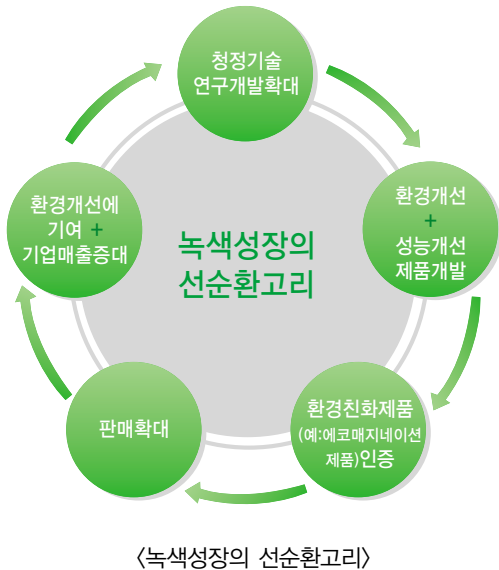 청정기술
연구개발확대
환경개선
+
성능개선
제품개발
환경친화제품
(예:에코매지네이션
제품)인증
판매확대
환경개선에
기여 +
기업매출증대
녹색성장의
선순환고리
〈녹색성장의 선순환고리〉